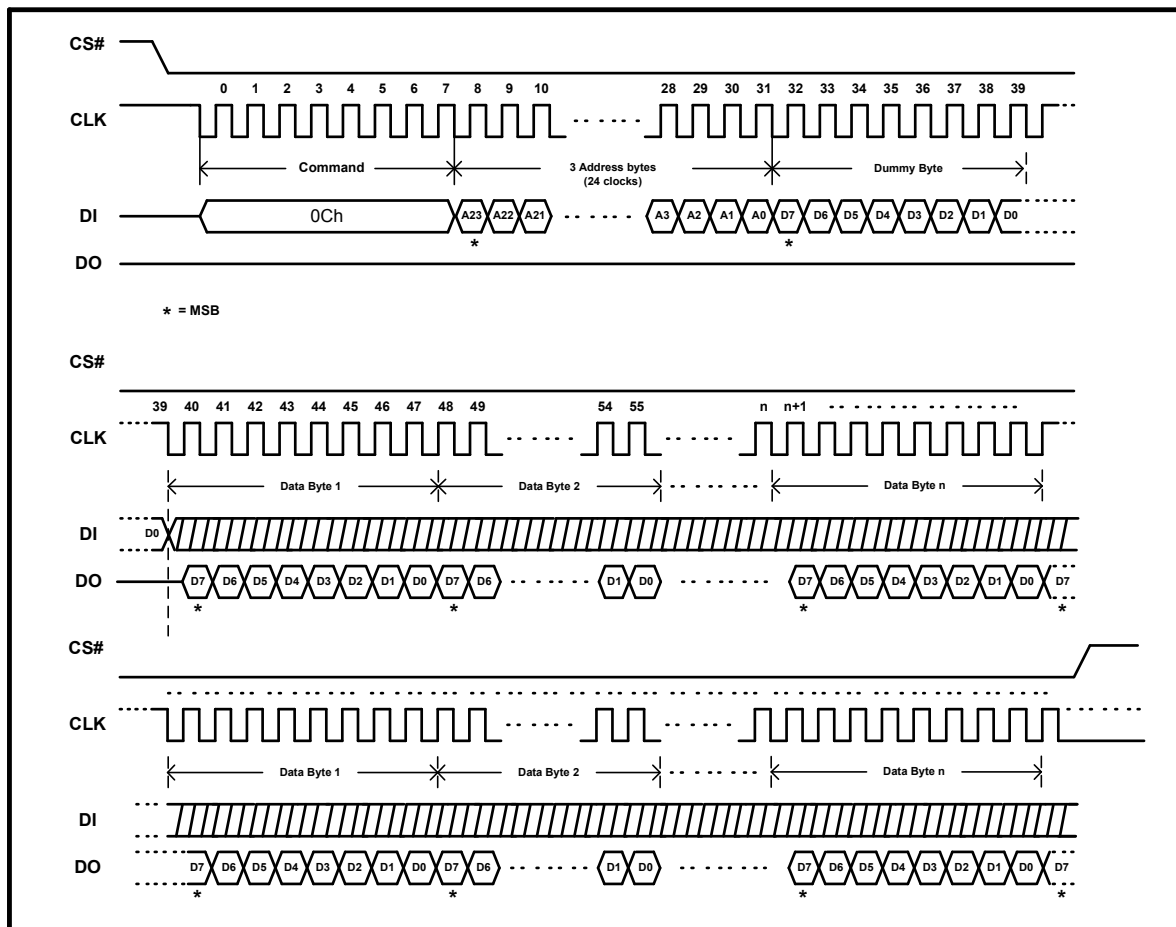 CS#
0 1 2 3 4 5 6 7 8 9 10 28 29 30 31 32 33 34 35 36 37 38 39
CLK
Command 3 Address bytes (24 clocks) Dummy Byte
DI 0Ch A23 A22 A21 A3 A2 A1 A0 D7 D6 D5 D4 D3 D2 D1 D0
* *
DO
* = MSB
CS#
39 40 41 42 43 44 45 46 47 48 49 54 55 n n+1
CLK
Data Byte 1 Data Byte 2 Data Byte n
DI D0
DO D7 D6 D5 D4 D3 D2 D1 D0 D7 D6 D1 D0 D7 D6 D5 D4 D3 D2 D1 D0 D7
* * * *
CS#
CLK
Data Byte 1 Data Byte 2 Data Byte n
DI
DO D7 D6 D5 D4 D3 D2 D1 D0 D7 D6 D1 D0 D7 D6 D5 D4 D3 D2 D1 D0 D7
* * * *